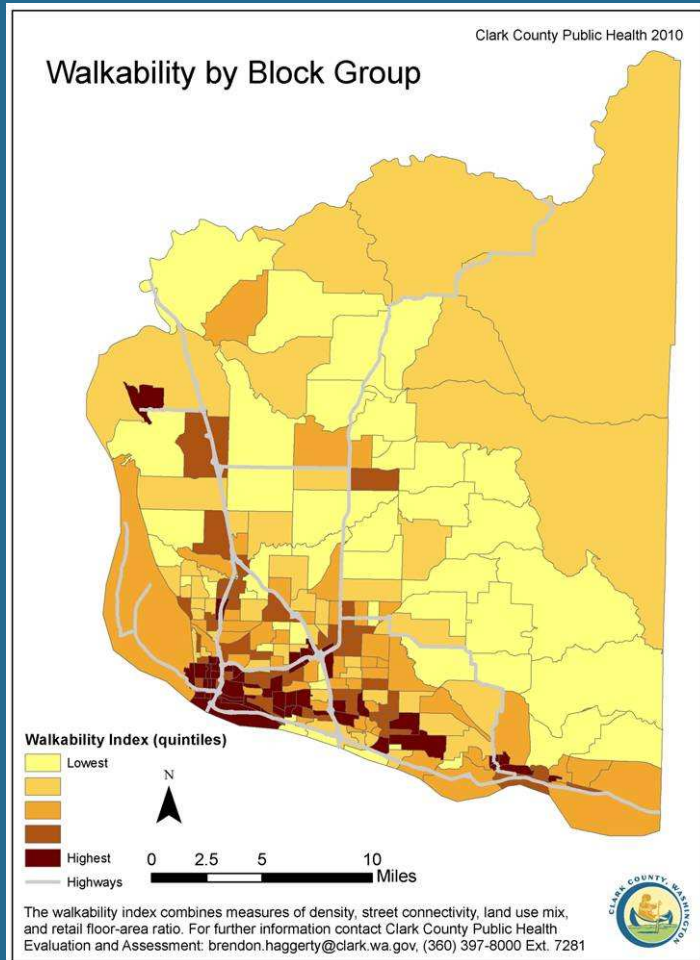 Clark County Public Health 2010
Walkability by Block Group
Walkability Index (quintiles)
Lowest
Highest
Highways
N
0 2.5 5 10
Miles
The walkability index combines measures of density, street connectivity, land use mix,
and retail floor-area ratio. For further information contact Clark County Public Health
Evaluation and Assessment: brendon.haggerty@clark.wa.gov, (360) 397-8000 Ext. 7281
CLARK COUNTY, WASHINGTON